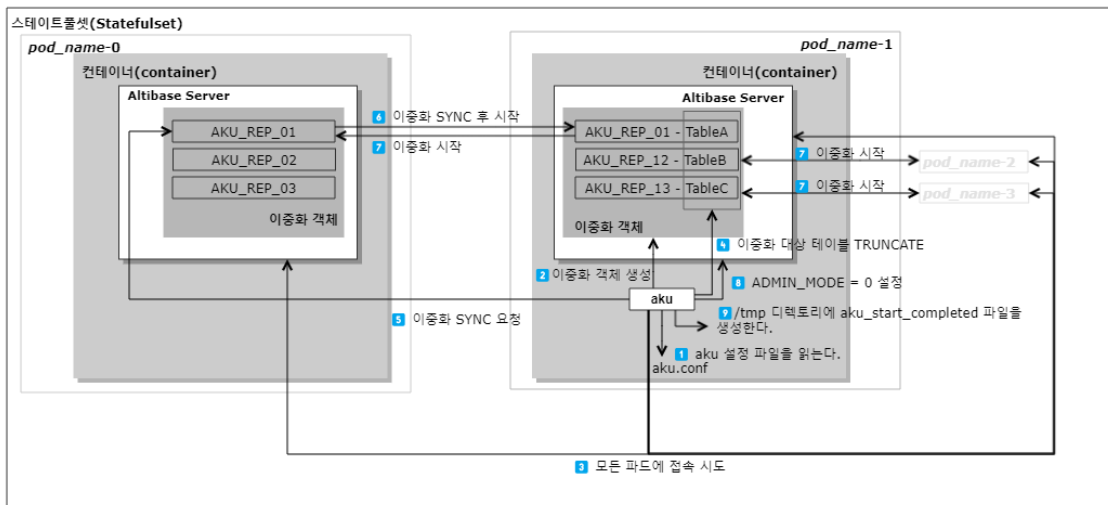 스테이트풀셋(Statefulset)
pod_name-0
컨테이너(container)
Altibase Server
AKU_REP_01
AKU_REP_02
AKU_REP_03
이중화 객체
6 이중화 SYNC 후 시작
7 이중화 시작
pod_name-1
컨테이너(container)
Altibase Server
AKU_REP_01 - TableA
AKU_REP_12 - TableB
AKU_REP_13 - TableC
이중화 객체
7 이중화 시작
pod_name-2
7 이중화 시작
pod_name-3
4 이중화 대상 테이블 TRUNCATE
2 이중화 객체 생성
8 ADMIN_MODE = 0 설정
aku
5 이중화 SYNC 요청
9 /tmp 디렉토리에 aku_start_completed 파일을
생성한다.
1 aku 설정 파일을 읽는다.
aku.conf
3 모든 파드에 접속 시도